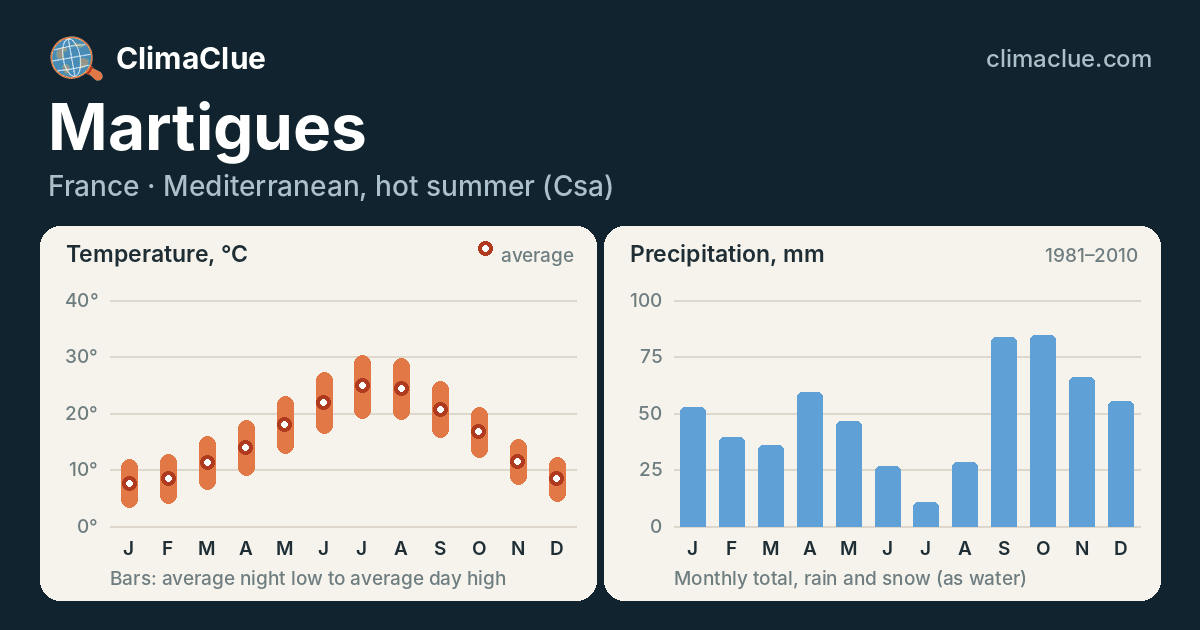 ClimaClue
climaclue.com
Martigues
France · Mediterranean, hot summer (Csa)
Temperature, °C
average
40°
30°
20°
10°
0°
J F M A M J J A S O N D
Bars: average night low to average day high
Precipitation, mm
1981–2010
100
75
50
25
0
J F M A M J J A S O N D
Monthly total, rain and snow (as water)